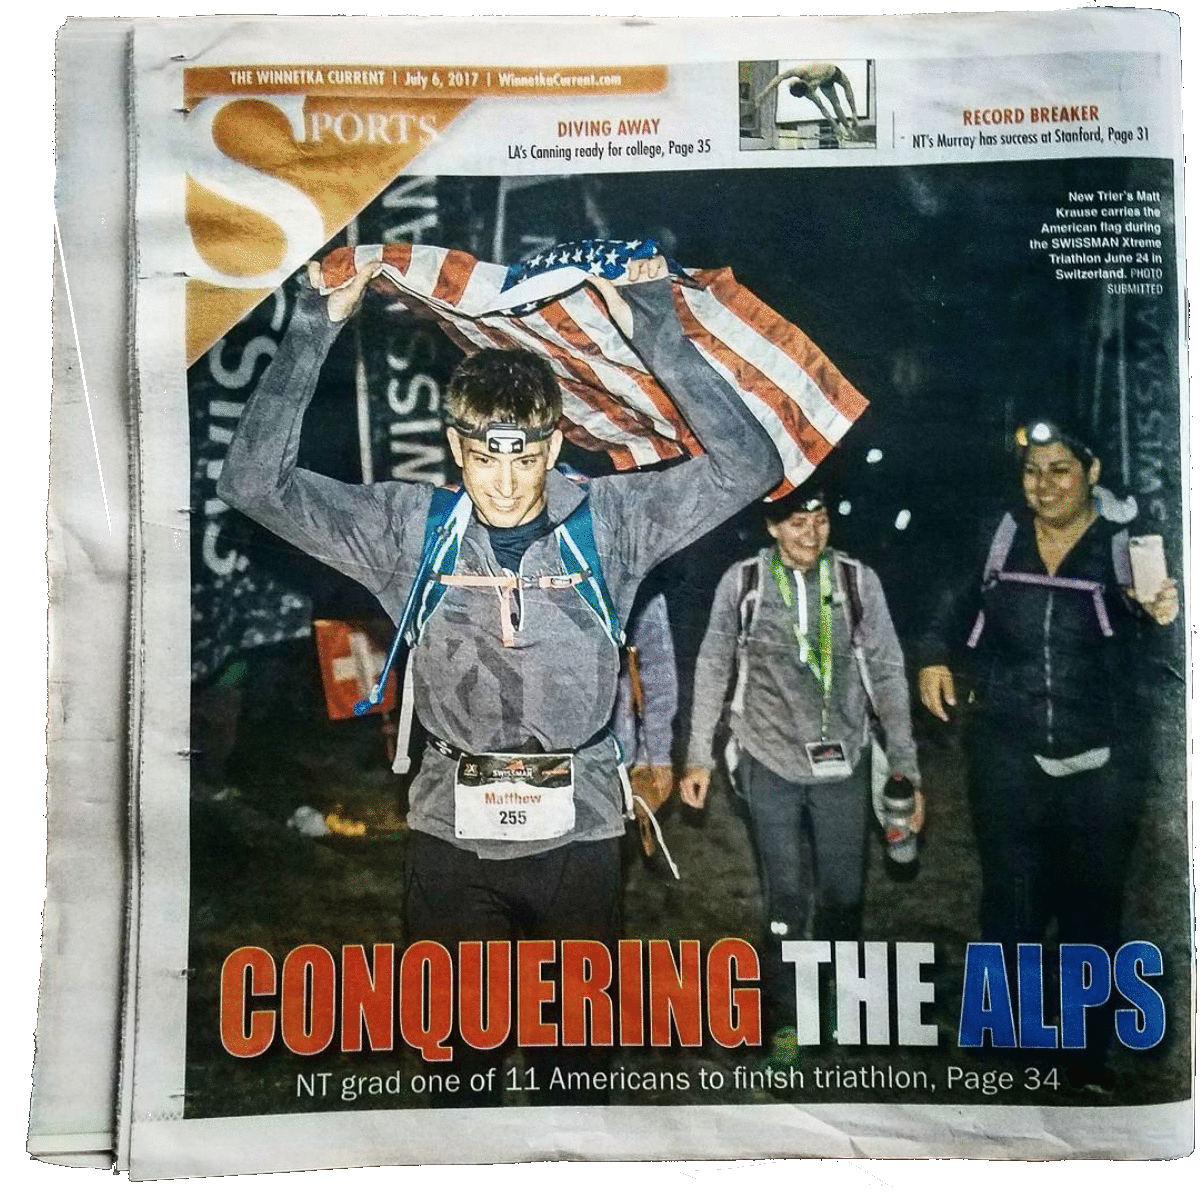 THE WINNETKA CURRENT | July 6, 2017 | WinnetkaCurrent.com
SPORTS
DIVING AWAY
LA's Canning ready for college, Page 35
RECORD BREAKER
NT's Murray has success at Stanford, Page 31
New Trier's Matt
Krause carries the
American flag during
the SWISSMAN Xtreme
Triathlon June 24 in
Switzerland. PHOTO
SUBMITTED
SWISSMAN
SWISSMAN
Matthew
255
CONQUERING THE ALPS
NT grad one of 11 Americans to finish triathlon, Page 34